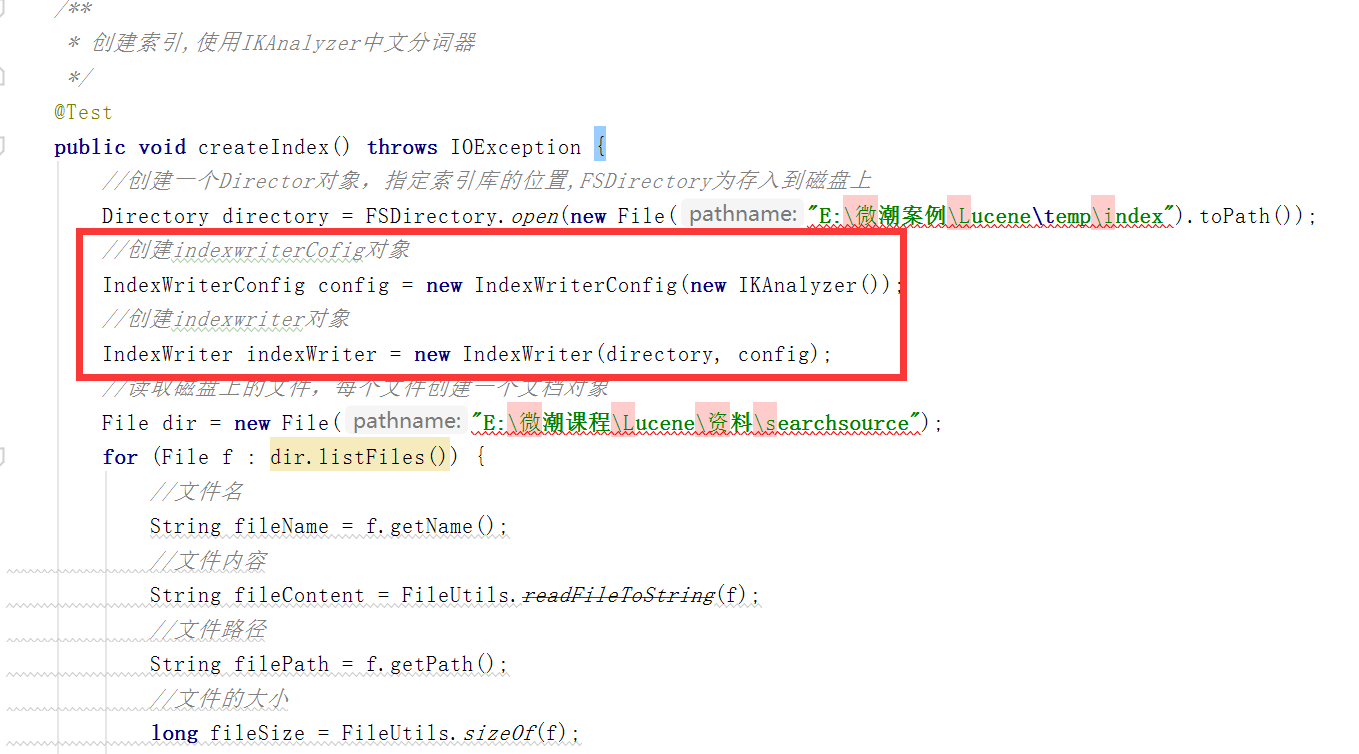 /**
* 创建索引,使用IKAnalyzer中文分词器
*/
@Test
public void createIndex() throws IOException {
//创建一个Director对象，指定索引库的位置,FSDirectory为存入到磁盘上
Directory directory = FSDirectory.open(new File( pathname: "E:\微潮案例\Lucene\temp\index").toPath());
//创建indexwriterCofig对象
IndexWriterConfig config = new IndexWriterConfig(new IKAnalyzer());
//创建indexwriter对象
IndexWriter indexWriter = new IndexWriter(directory, config);
//读取磁盘上的文件，每个文件创建一个文档对象
File dir = new File( pathname: "E:\微潮课程\Lucene\资料\searchsource");
for (File f : dir.listFiles()) {
//文件名
String fileName = f.getName();
//文件内容
String fileContent = FileUtils.readFileToString(f);
//文件路径
String filePath = f.getPath();
//文件的大小
long fileSize = FileUtils.sizeOf(f);